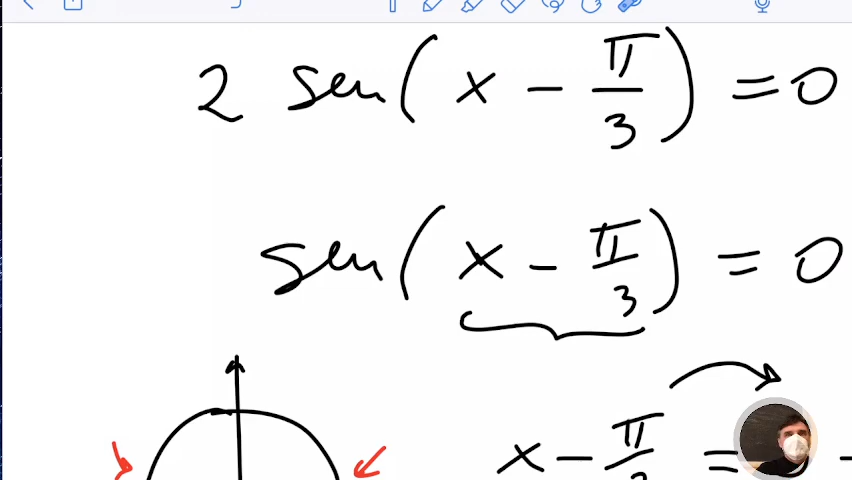 2 sen(x − π/3) = 0
sen(x − π/3) = 0
x − π/3 =